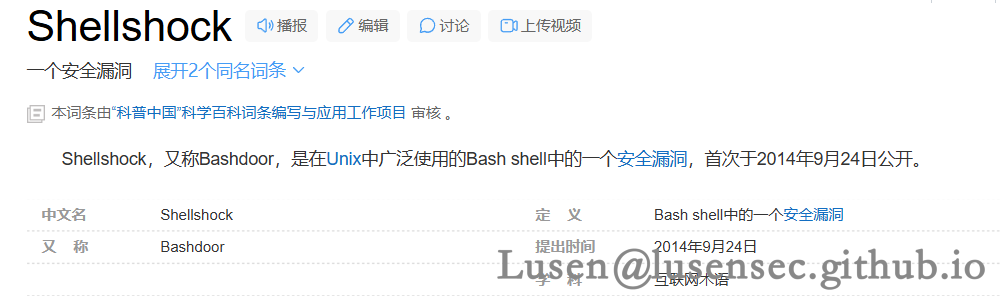 Shellshock 播报 编辑 讨论 上传视频
一个安全漏洞 展开2个同名词条
本词条由“科普中国”科学百科词条编写与应用工作项目 审核 。
Shellshock，又称Bashdoor，是在Unix中广泛使用的Bash shell中的一个安全漏洞，首次于2014年9月24日公开。
中文名 Shellshock 定 义 Bash shell中的一个安全漏洞
又 称 Bashdoor 提出时间 2014年9月24日
学 科 互联网术语
Lusen@lusensec.github.io